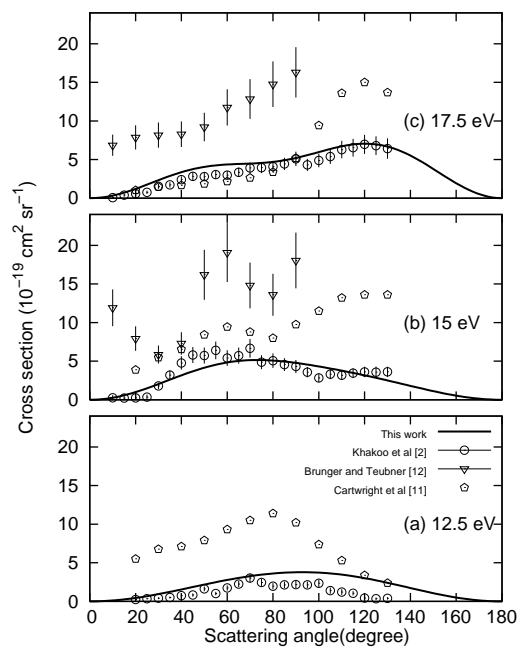 Cross section (10⁻¹⁹ cm² sr⁻¹)
20
15
10
5
0
(c) 17.5 eV
20
15
10
5
0
(b) 15 eV
20
15
10
5
0
This work
Khakoo et al [2]
Brunger and Teubner [12]
Cartwright et al [11]
(a) 12.5 eV
0 20 40 60 80 100 120 140 160 180
Scattering angle(degree)